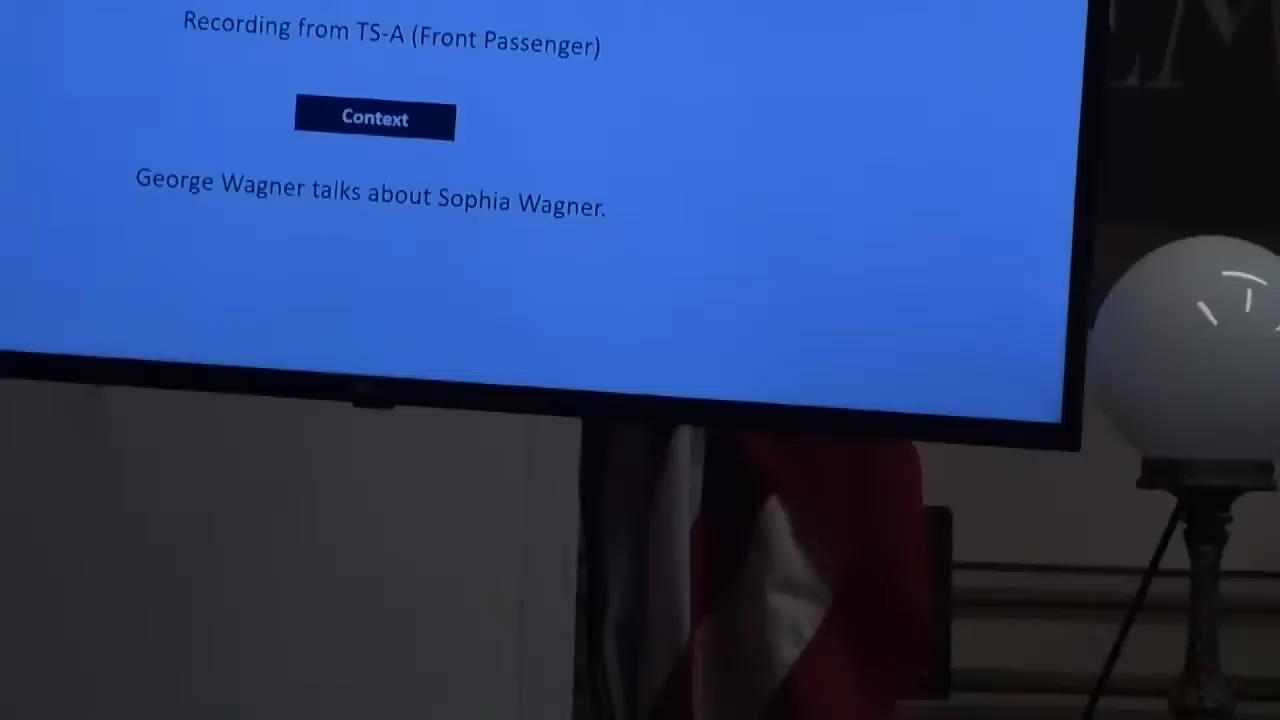 Recording from TS-A (Front Passenger)
Context
George Wagner talks about Sophia Wagner.